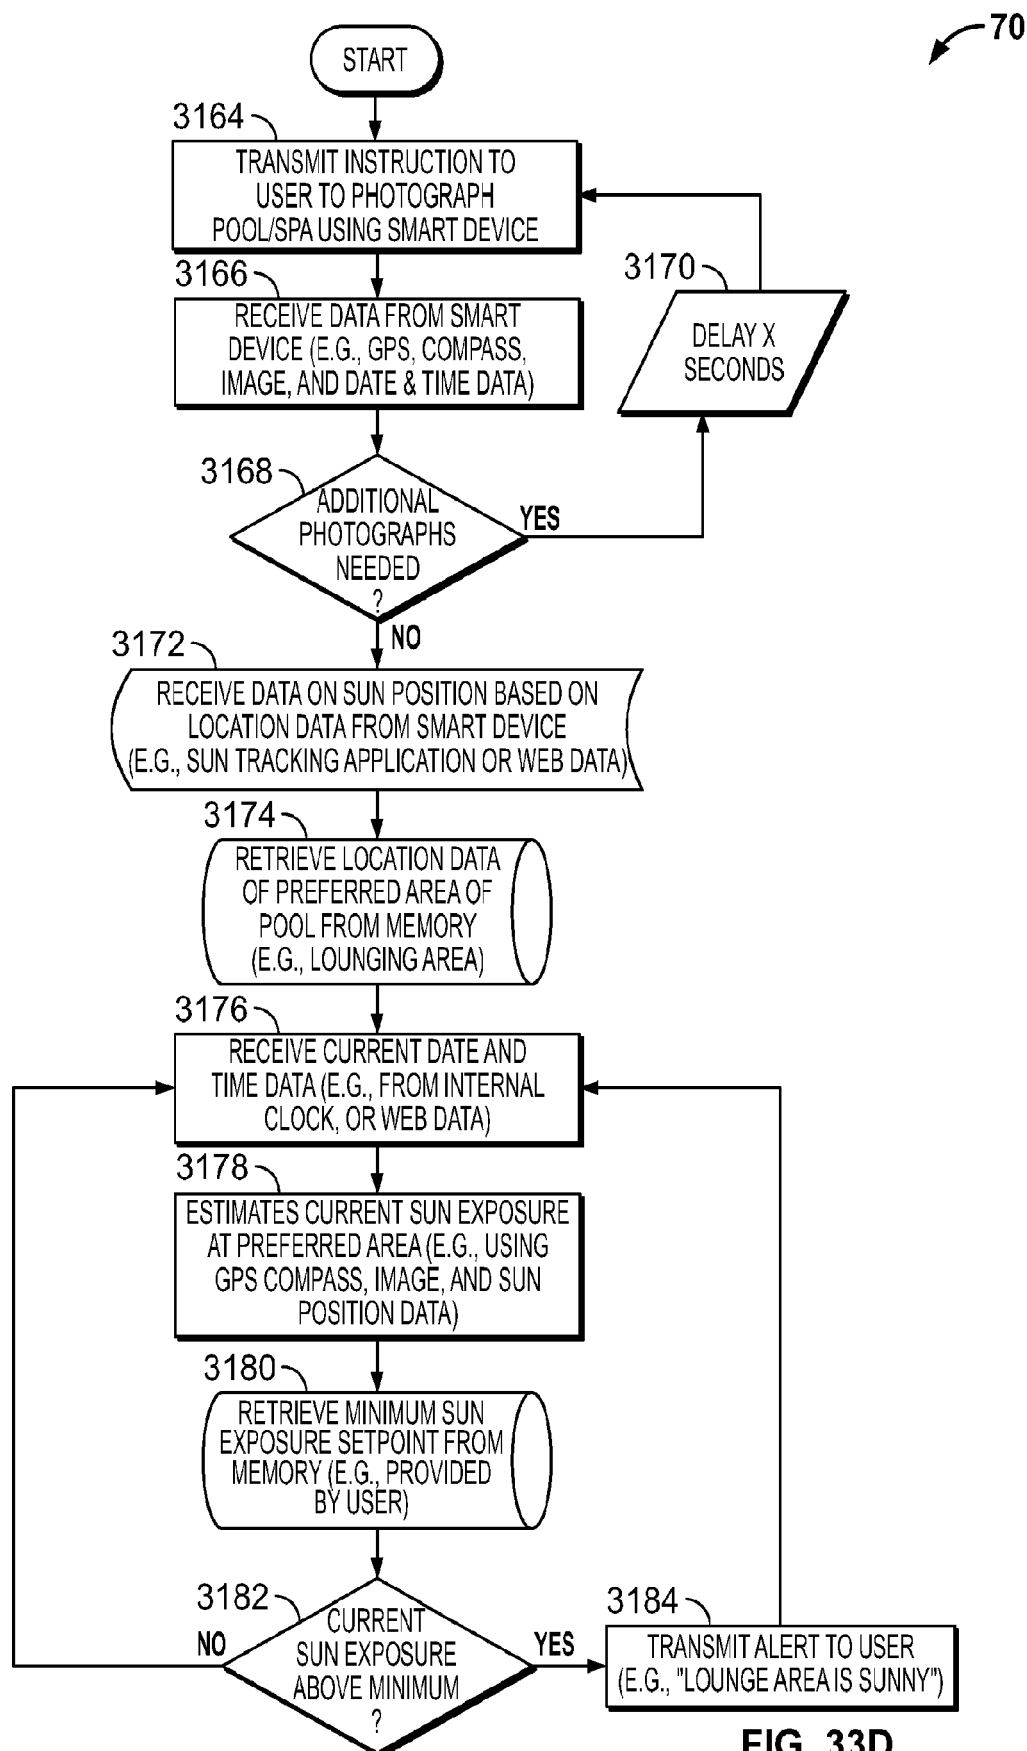 70
START
3164
TRANSMIT INSTRUCTION TO
USER TO PHOTOGRAPH
POOL/SPA USING SMART DEVICE
3166
RECEIVE DATA FROM SMART
DEVICE (E.G., GPS, COMPASS,
IMAGE, AND DATE & TIME DATA)
3170
DELAY X
SECONDS
3168
ADDITIONAL
PHOTOGRAPHS
NEEDED
?
YES
NO
3172
RECEIVE DATA ON SUN POSITION BASED ON
LOCATION DATA FROM SMART DEVICE
(E.G., SUN TRACKING APPLICATION OR WEB DATA)
3174
RETRIEVE LOCATION DATA
OF PREFERRED AREA OF
POOL FROM MEMORY
(E.G., LOUNGING AREA)
3176
RECEIVE CURRENT DATE AND
TIME DATA (E.G., FROM INTERNAL
CLOCK, OR WEB DATA)
3178
ESTIMATES CURRENT SUN EXPOSURE
AT PREFERRED AREA (E.G., USING
GPS COMPASS, IMAGE, AND SUN
POSITION DATA)
3180
RETRIEVE MINIMUM SUN
EXPOSURE SETPOINT FROM
MEMORY (E.G., PROVIDED
BY USER)
3182
CURRENT
SUN EXPOSURE
ABOVE MINIMUM
?
NO
YES
3184
TRANSMIT ALERT TO USER
(E.G., "LOUNGE AREA IS SUNNY")
FIG. 33D